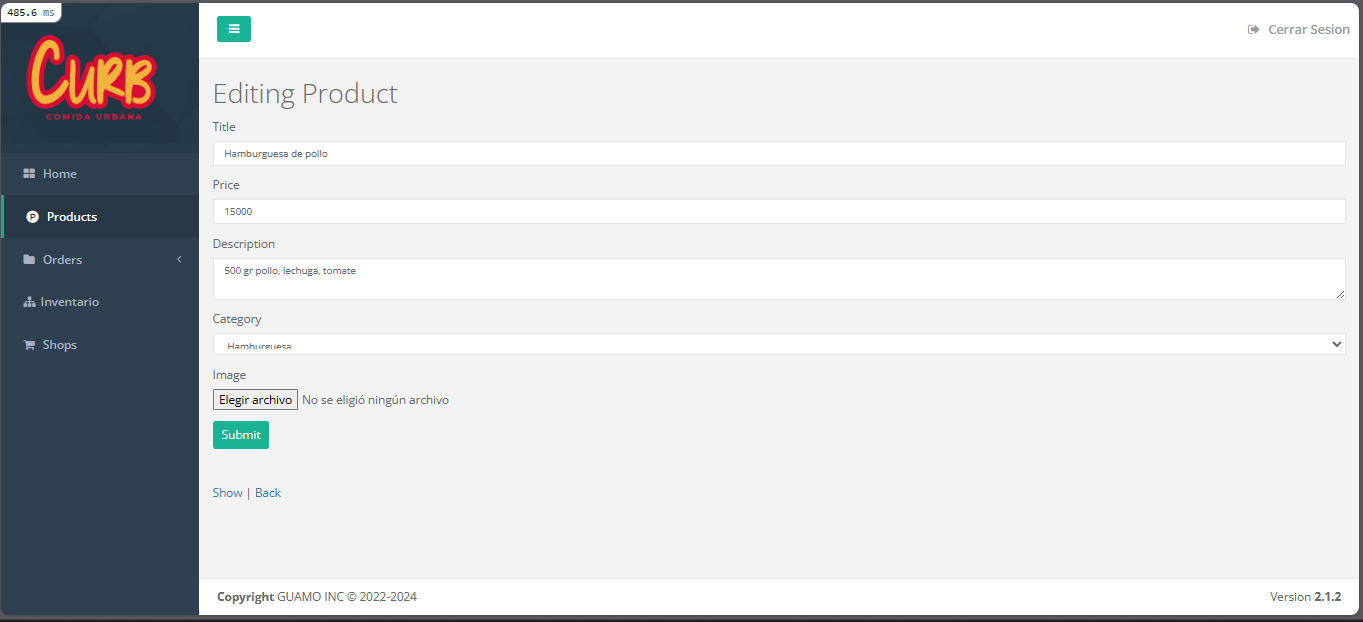 485.6 ms
CURB
COMIDA URBANA
Home
Products
Orders
Inventario
Shops
Cerrar Sesion
Editing Product
Title
Hamburguesa de pollo
Price
15000
Description
500 gr pollo, lechuga, tomate
Category
Hamburguesa
Image
Elegir archivo No se eligió ningún archivo
Submit
Show | Back
Copyright GUAMO INC © 2022-2024
Version 2.1.2